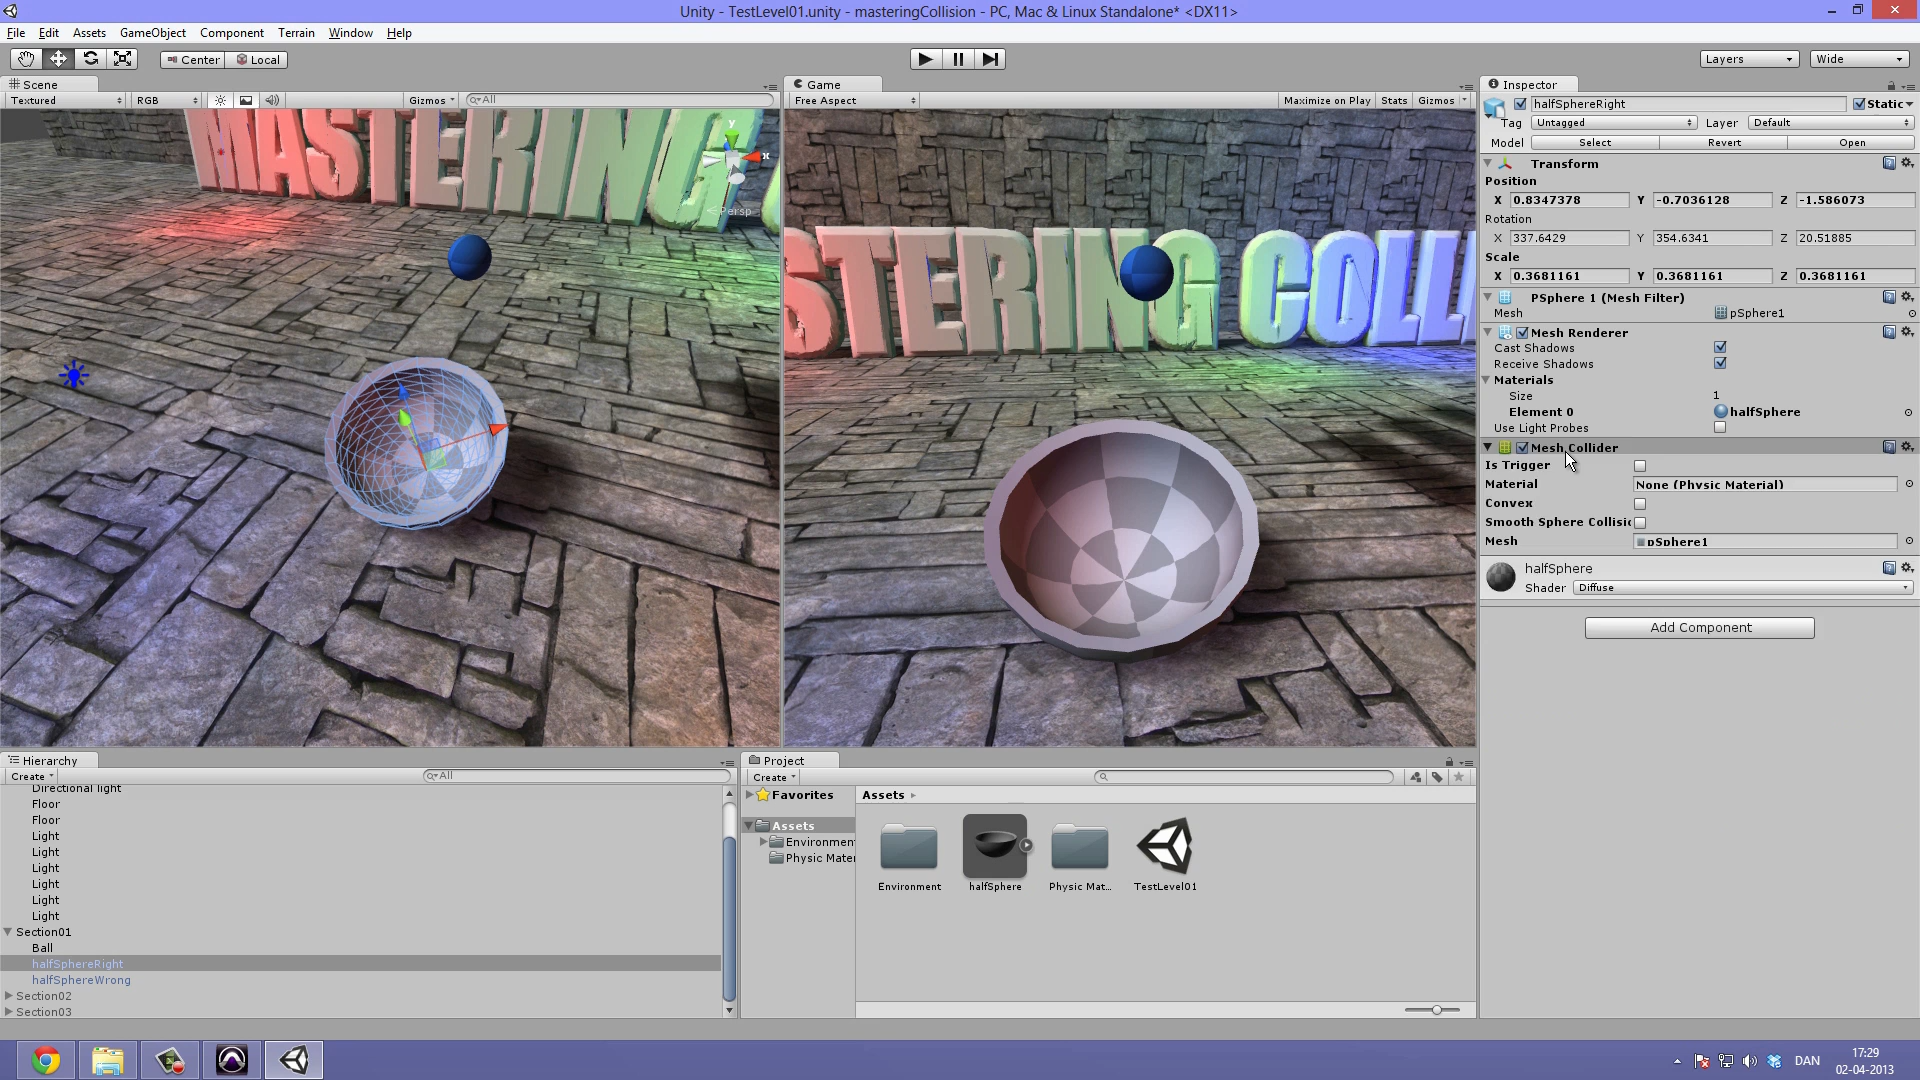 Unity - TestLevel01.unity - masteringCollision - PC, Mac & Linux Standalone* <DX11>
File Edit Assets GameObject Component Terrain Window Help
Center Local Layers Wide
Scene
Textured RGB Gizmos All
MASTERING
y
x
Persp
Game
Free Aspect Maximize on Play Stats Gizmos
STERING COLL
Inspector
halfSphereRight Static
Tag Untagged Layer Default
Model Select Revert Open
Transform
Position
X 0.8347378 Y -0.7036128 Z -1.586073
Rotation
X 337.6429 Y 354.6341 Z 20.51885
Scale
X 0.3681161 Y 0.3681161 Z 0.3681161
PSphere 1 (Mesh Filter)
Mesh pSphere1
Mesh Renderer
Cast Shadows
Receive Shadows
Materials
Size 1
Element 0 halfSphere
Use Light Probes
Mesh Collider
Is Trigger
Material None (Physic Material)
Convex
Smooth Sphere Collisic
Mesh pSphere1
halfSphere
Shader Diffuse
Add Component
Hierarchy
Create All
Directional light
Floor
Floor
Light
Light
Light
Light
Light
Light
Section01
Ball
halfSphereRight
halfSphereWrong
Section02
Section03
Project
Create
Favorites
Assets
Environmen
Physic Mater
Assets
Environment halfSphere Physic Mat... TestLevel01
DAN
17:29
02-04-2013